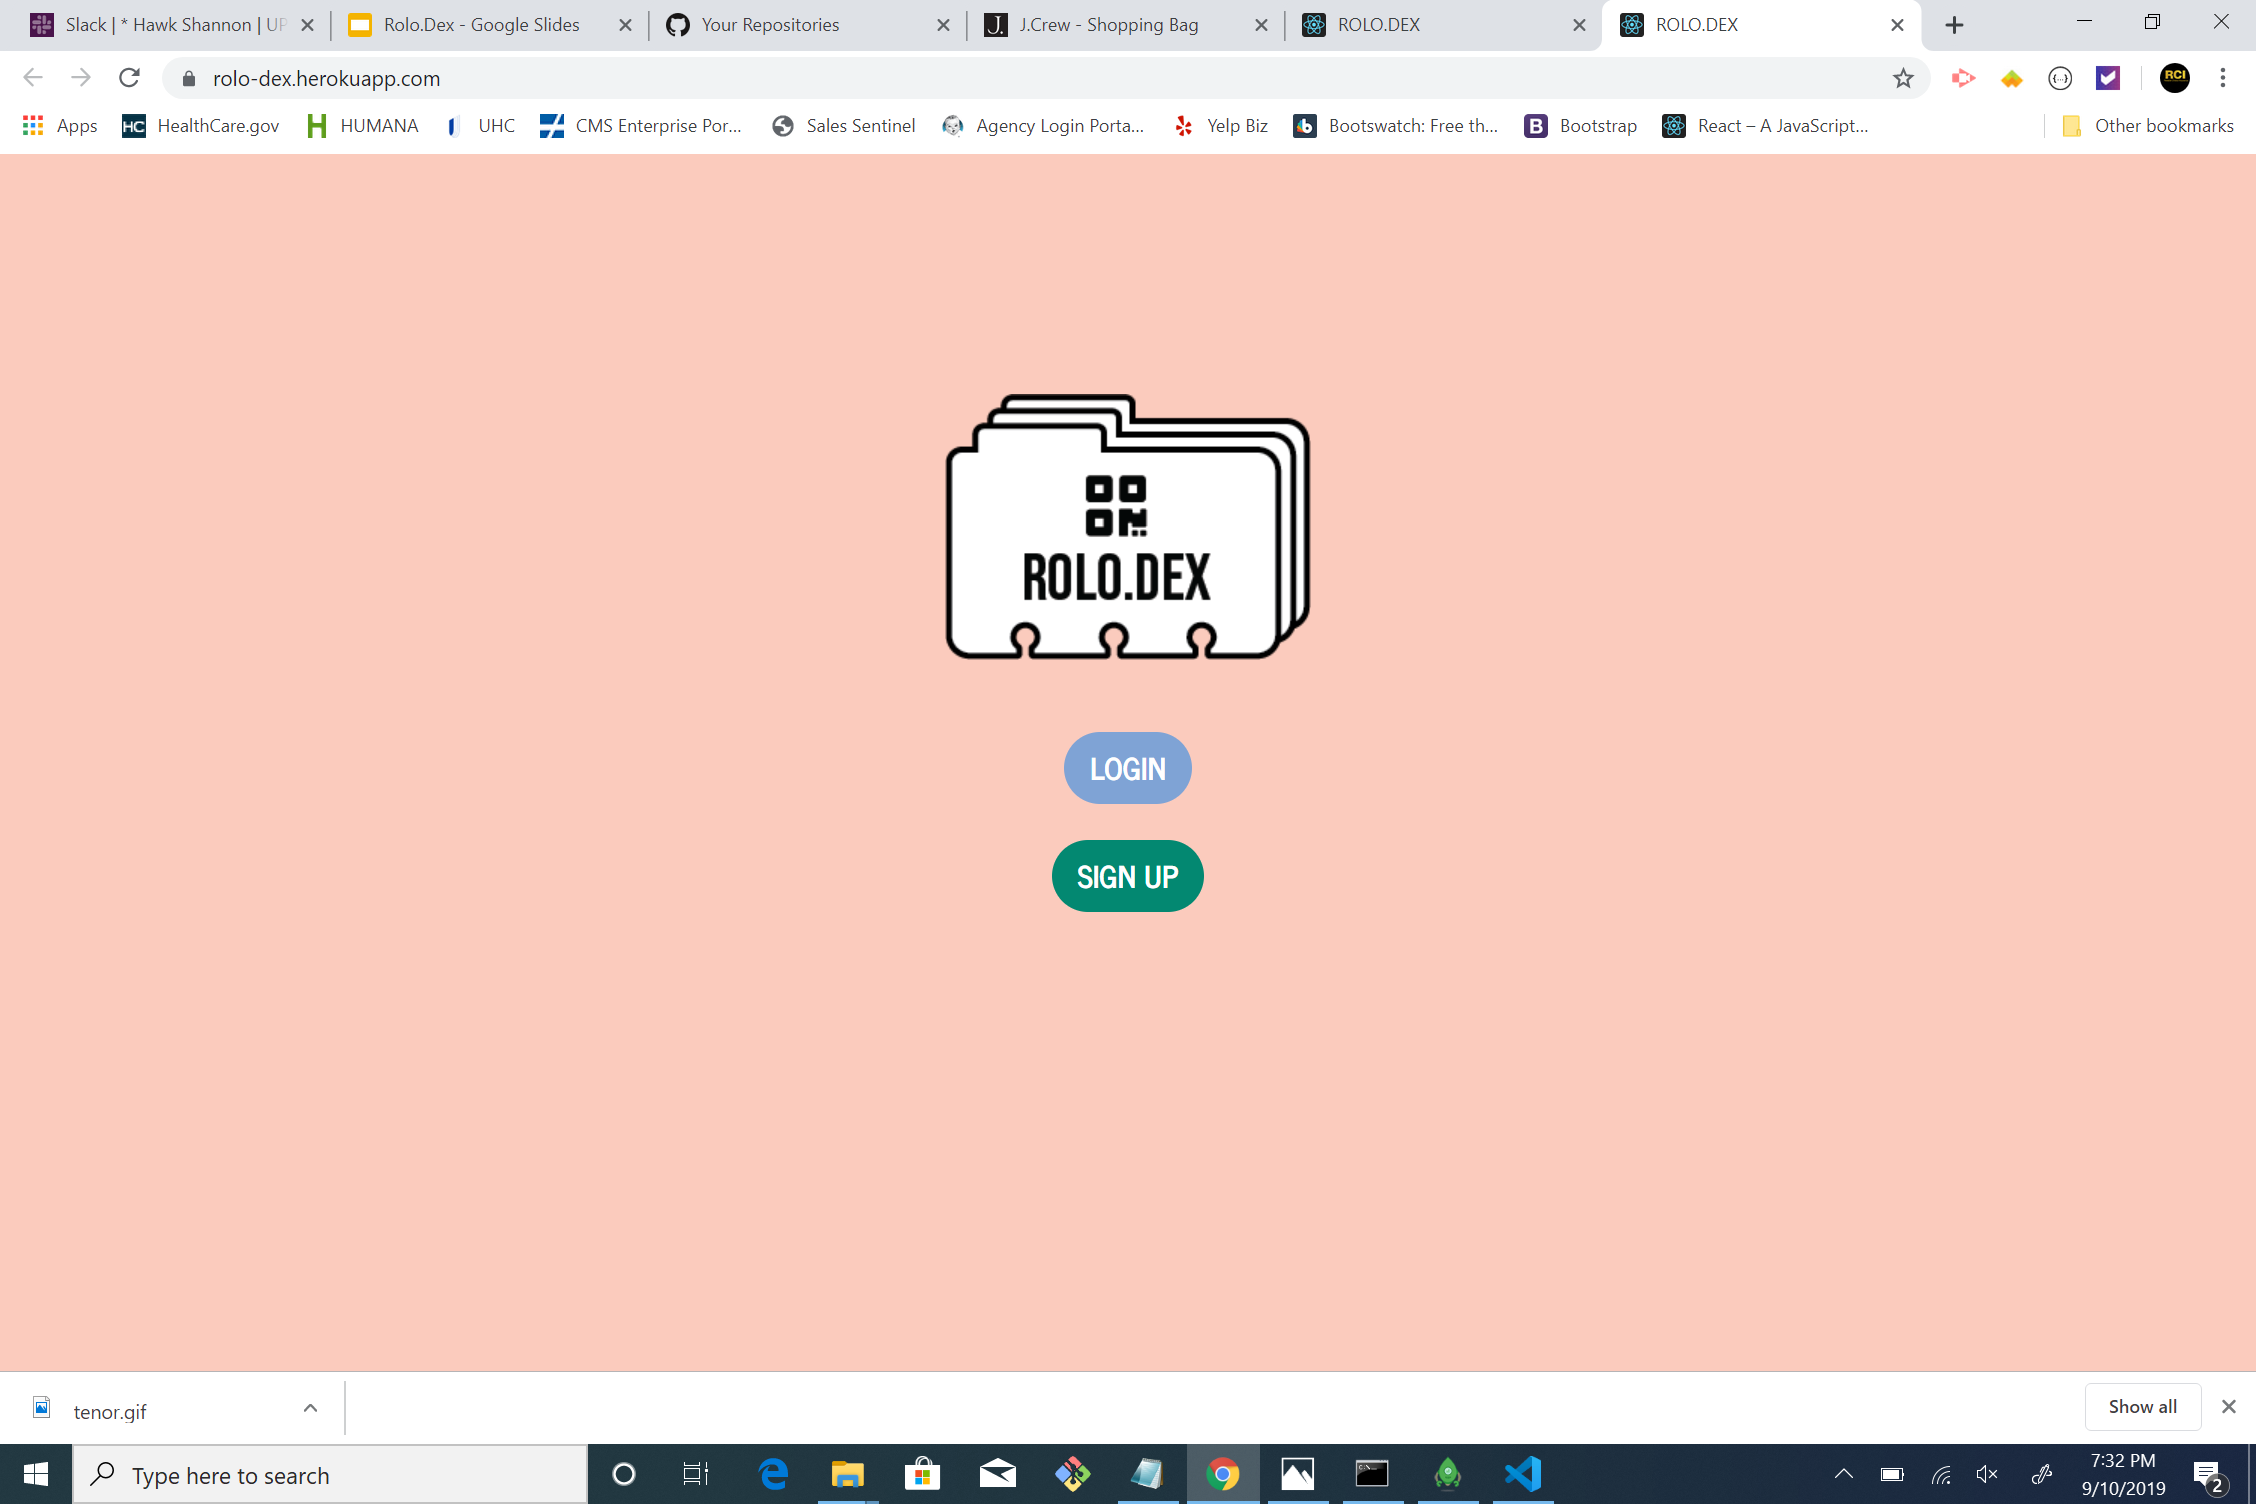 Slack | * Hawk Shannon | UP
Rolo.Dex - Google Slides
Your Repositories
J.
J.Crew - Shopping Bag
ROLO.DEX
ROLO.DEX
rolo-dex.herokuapp.com
RCI
Apps
HC
HealthCare.gov
H
HUMANA
UHC
CMS Enterprise Por...
Sales Sentinel
Agency Login Porta...
Yelp Biz
b
Bootswatch: Free th...
B
Bootstrap
React – A JavaScript...
Other bookmarks
ROLO.DEX
LOGIN
SIGN UP
tenor.gif
Show all
Type here to search
7:32 PM
9/10/2019
2